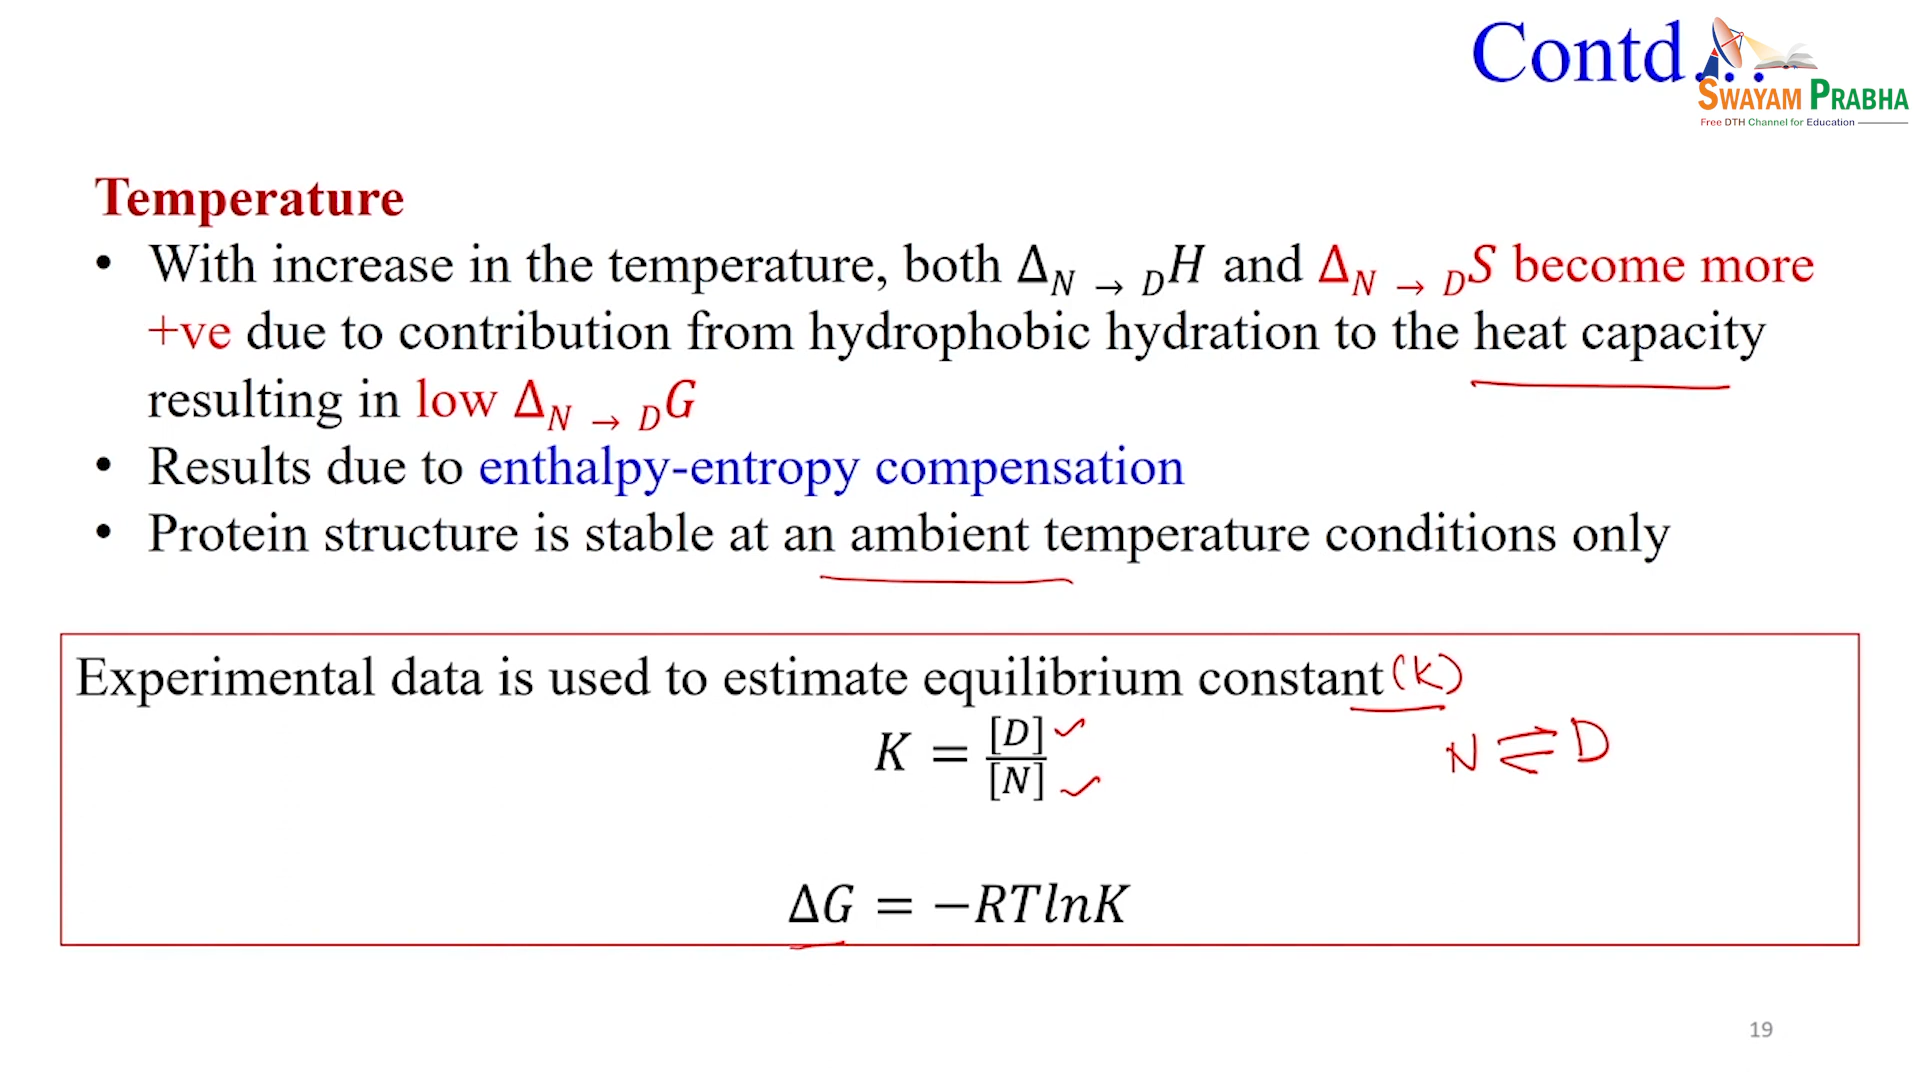 Contd...
SWAYAM PRABHA
Free DTH Channel for Education
Temperature
• With increase in the temperature, both Δ_{N → D}H and Δ_{N → D}S become more
+ve due to contribution from hydrophobic hydration to the heat capacity
resulting in low Δ_{N → D}G
• Results due to enthalpy-entropy compensation
• Protein structure is stable at an ambient temperature conditions only
Experimental data is used to estimate equilibrium constant (K)
K = [D]/[N]
N ⇌ D
ΔG = −RTlnK
19